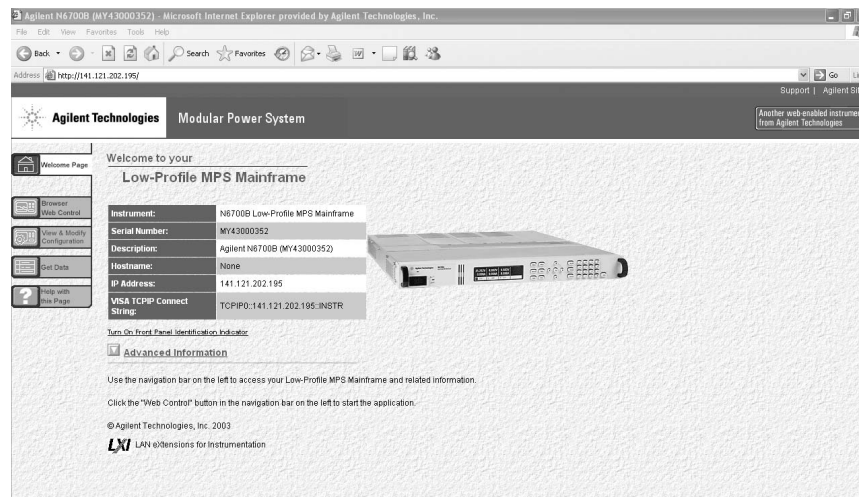 Agilent N6700B (MY43000352) - Microsoft Internet Explorer provided by Agilent Technologies, Inc.
File Edit View Favorites Tools Help
Back Search Favorites
Address http://141.121.202.195/ Go
Support | Agilent
Agilent Technologies Modular Power System
Another web-enabled
from Agilent Technologies
Welcome Page
Browser
Web Control
View & Modify
Configuration
Get Data
Help with
this Page
Welcome to your
Low-Profile MPS Mainframe
Instrument: N6700B Low-Profile MPS Mainframe
Serial Number: MY43000352
Description: Agilent N6700B (MY43000352)
Hostname: None
IP Address: 141.121.202.195
VISA TCPIP Connect
String: TCPIP0::141.121.202.195::INSTR
Turn On Front Panel Identification Indicator
Advanced Information
Use the navigation bar on the left to access your Low-Profile MPS Mainframe and related information.
Click the "Web Control" button in the navigation bar on the left to start the application.
© Agilent Technologies, Inc. 2003
LXI LAN eXtensions for Instrumentation